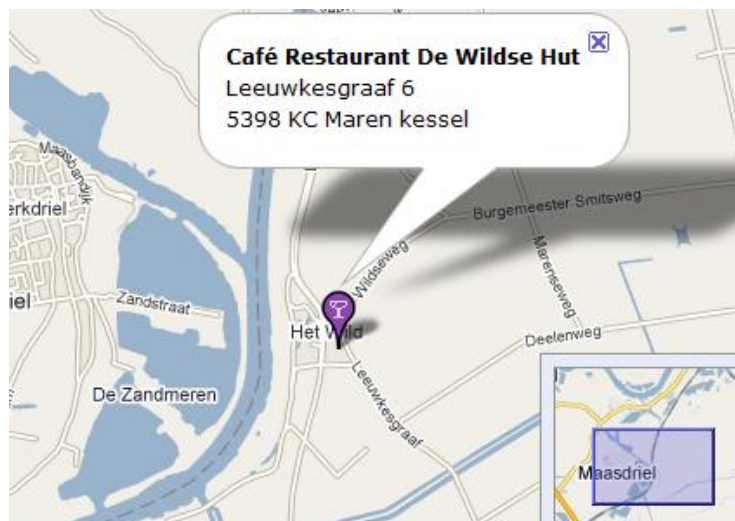 Café Restaurant De Wildse Hut
Leeuwkesgraaf 6
5398 KC Maren kessel
Maasbandijk
erkdriel
Burgemeester Smitsweg
Wildseweg
Marenseweg
iel
Zandstraat
Het Wild
Deelenweg
Leeuwkesgraaf
De Zandmeren
Maasdriel